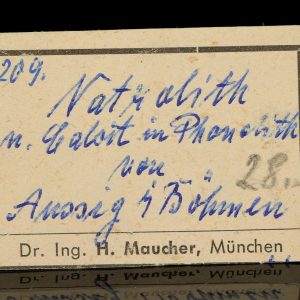 209.
Natrolith
u. Calcit in Phonolith
von
Aussig i/ Böhmen
28.-
Dr. Ing. H. Maucher, München